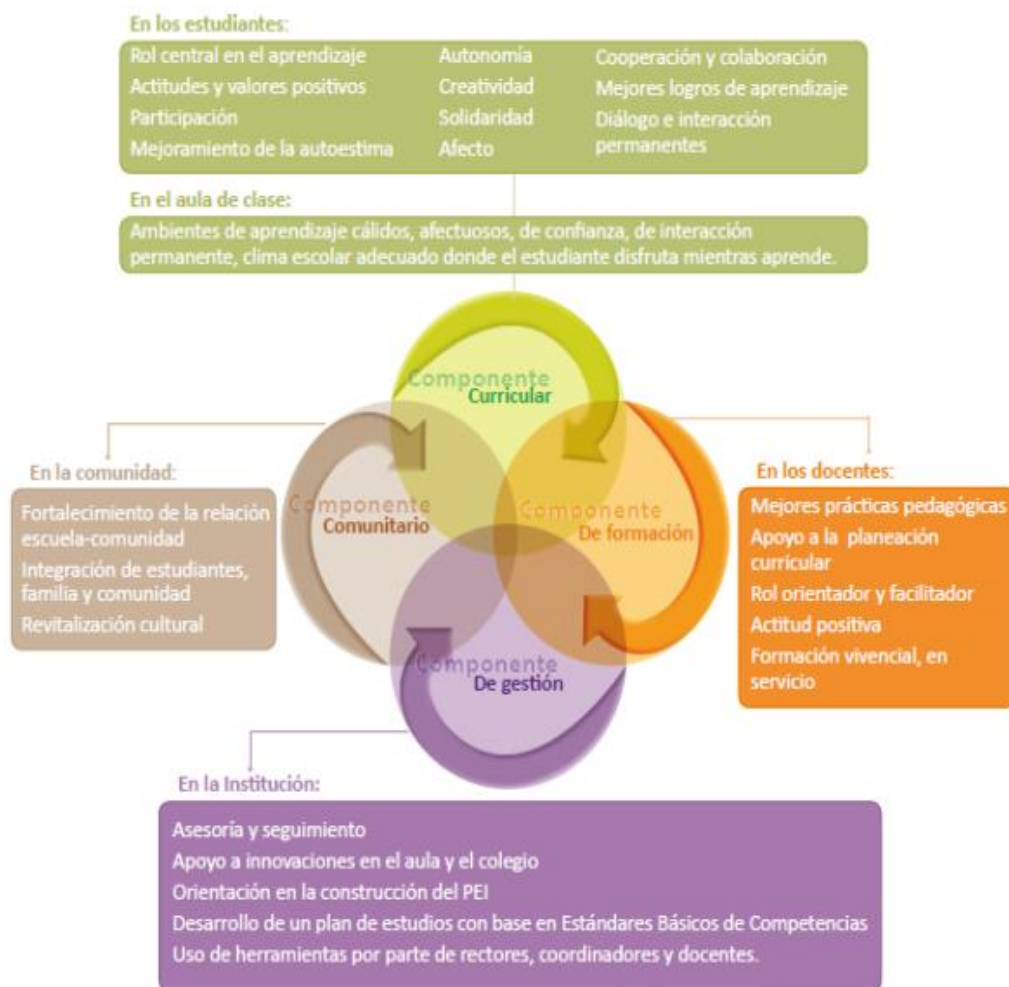 En los estudiantes:
Rol central en el aprendizaje
Actitudes y valores positivos
Participación
Mejoramiento de la autoestima
Autonomía
Creatividad
Solidaridad
Afecto
Cooperación y colaboración
Mejores logros de aprendizaje
Diálogo e interacción
permanentes
En el aula de clase:
Ambientes de aprendizaje cálidos, afectuosos, de confianza, de interacción
permanente, clima escolar adecuado donde el estudiante disfruta mientras aprende.
Componente
Curricular
En la comunidad:
Fortalecimiento de la relación
escuela-comunidad
Integración de estudiantes,
familia y comunidad
Revitalización cultural
Componente
Comunitario
Componente
De formación
En los docentes:
Mejores prácticas pedagógicas
Apoyo a la planeación
curricular
Rol orientador y facilitador
Actitud positiva
Formación vivencial, en
servicio
Componente
De gestión
En la Institución:
Asesoría y seguimiento
Apoyo a innovaciones en el aula y el colegio
Orientación en la construcción del PEI
Desarrollo de un plan de estudios con base en Estándares Básicos de Competencias
Uso de herramientas por parte de rectores, coordinadores y docentes.